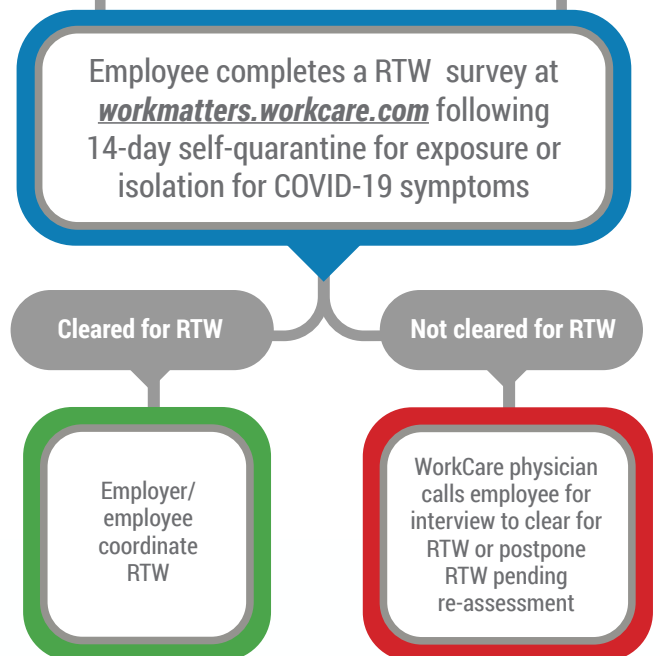 Employee completes a RTW survey at
workmatters.workcare.com following
14-day self-quarantine for exposure or
isolation for COVID-19 symptoms
Cleared for RTW
Not cleared for RTW
Employer/
employee
coordinate
RTW
WorkCare physician
calls employee for
interview to clear for
RTW or postpone
RTW pending
re-assessment